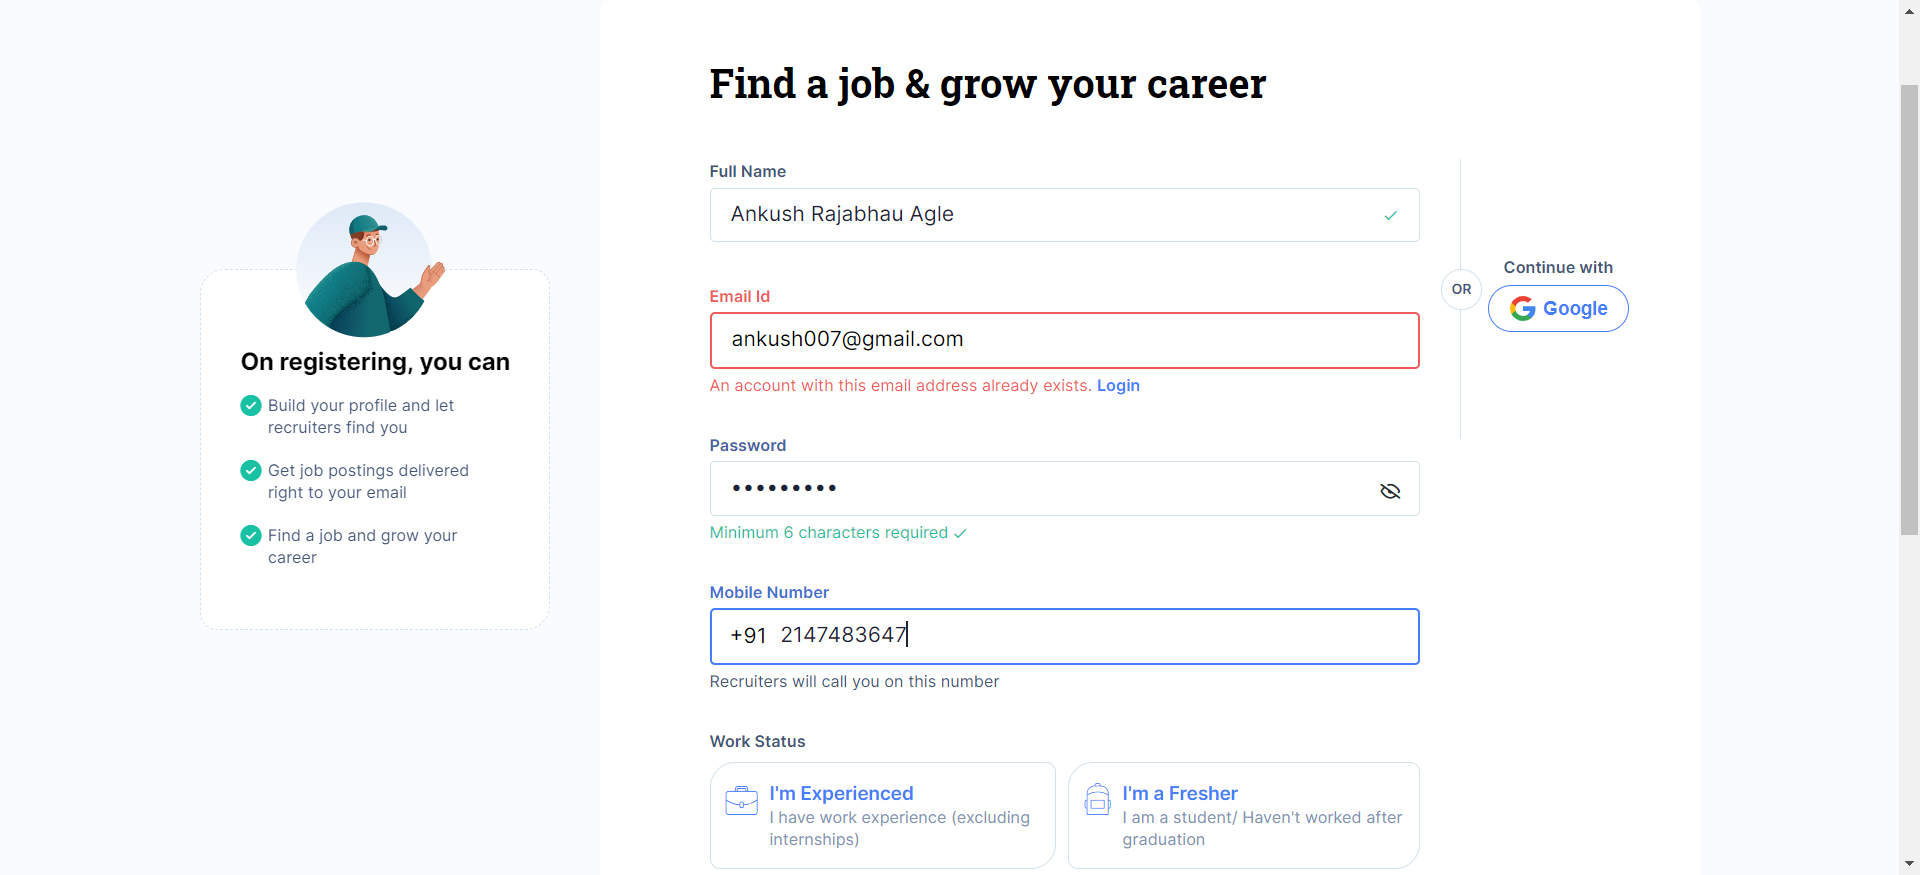 Find a job & grow your career
Full Name
Ankush Rajabhau Agle
Email Id
ankush007@gmail.com
An account with this email address already exists. Login
Password
•••••••••
Minimum 6 characters required
Mobile Number
+91 2147483647
Recruiters will call you on this number
Work Status
I'm Experienced
I have work experience (excluding
internships)
I'm a Fresher
I am a student/ Haven't worked after
graduation
OR
Continue with
Google
On registering, you can
Build your profile and let
recruiters find you
Get job postings delivered
right to your email
Find a job and grow your
career